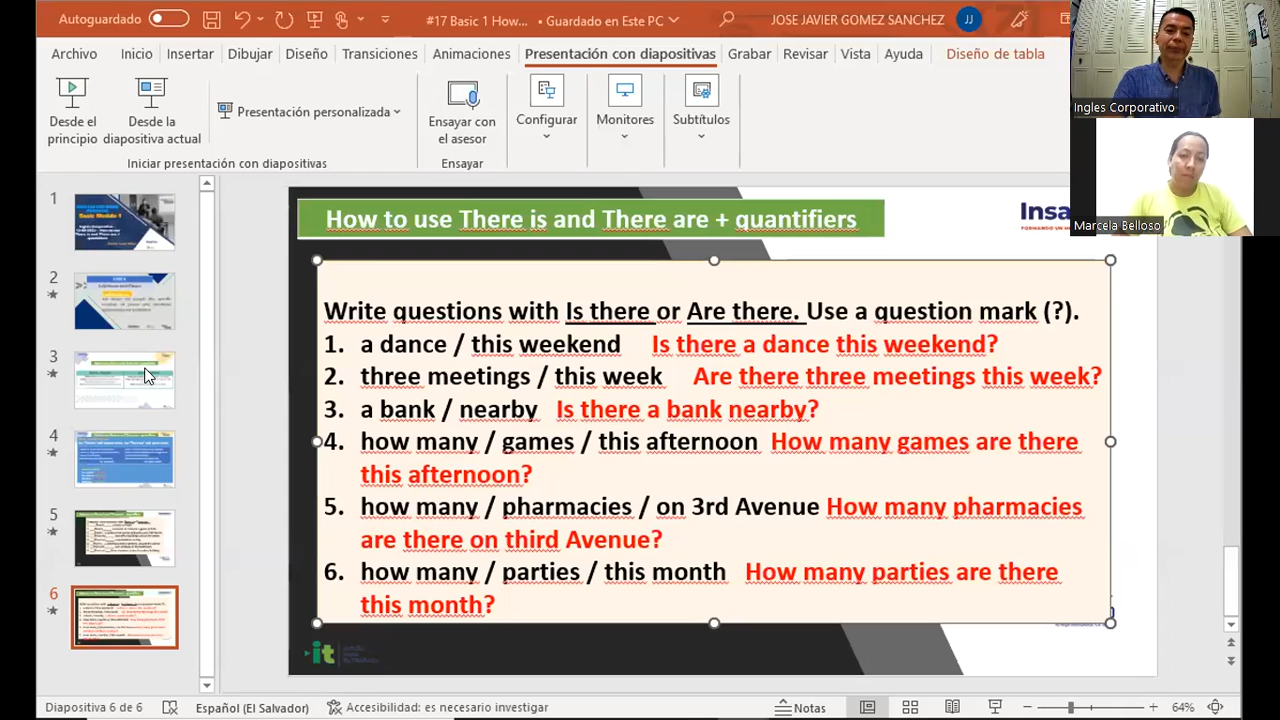 Autoguardado
#17 Basic 1 How... • Guardado en Este PC
JOSE JAVIER GOMEZ SANCHEZ
JJ
Archivo Inicio Insertar Dibujar Diseño Transiciones Animaciones Presentación con diapositivas Grabar Revisar Vista Ayuda Diseño de tabla
Desde el principio
Desde la diapositiva actual
Presentación personalizada
Iniciar presentación con diapositivas
Ensayar con el asesor
Ensayar
Configurar
Monitores
Subtítulos
Ingles Corporativo
Marcela Belloso
1
2
3
4
5
6
How to use There is and There are + quantifiers
Insa
Write questions with Is there or Are there. Use a question mark (?).
1. a dance / this weekend Is there a dance this weekend?
2. three meetings / this week Are there three meetings this week?
3. a bank / nearby Is there a bank nearby?
4. how many / games / this afternoon How many games are there
this afternoon?
5. how many / pharmacies / on 3rd Avenue How many pharmacies
are there on third Avenue?
6. how many / parties / this month How many parties are there
this month?
it
Diapositiva 6 de 6
Español (El Salvador)
Accesibilidad: es necesario investigar
Notas
64%